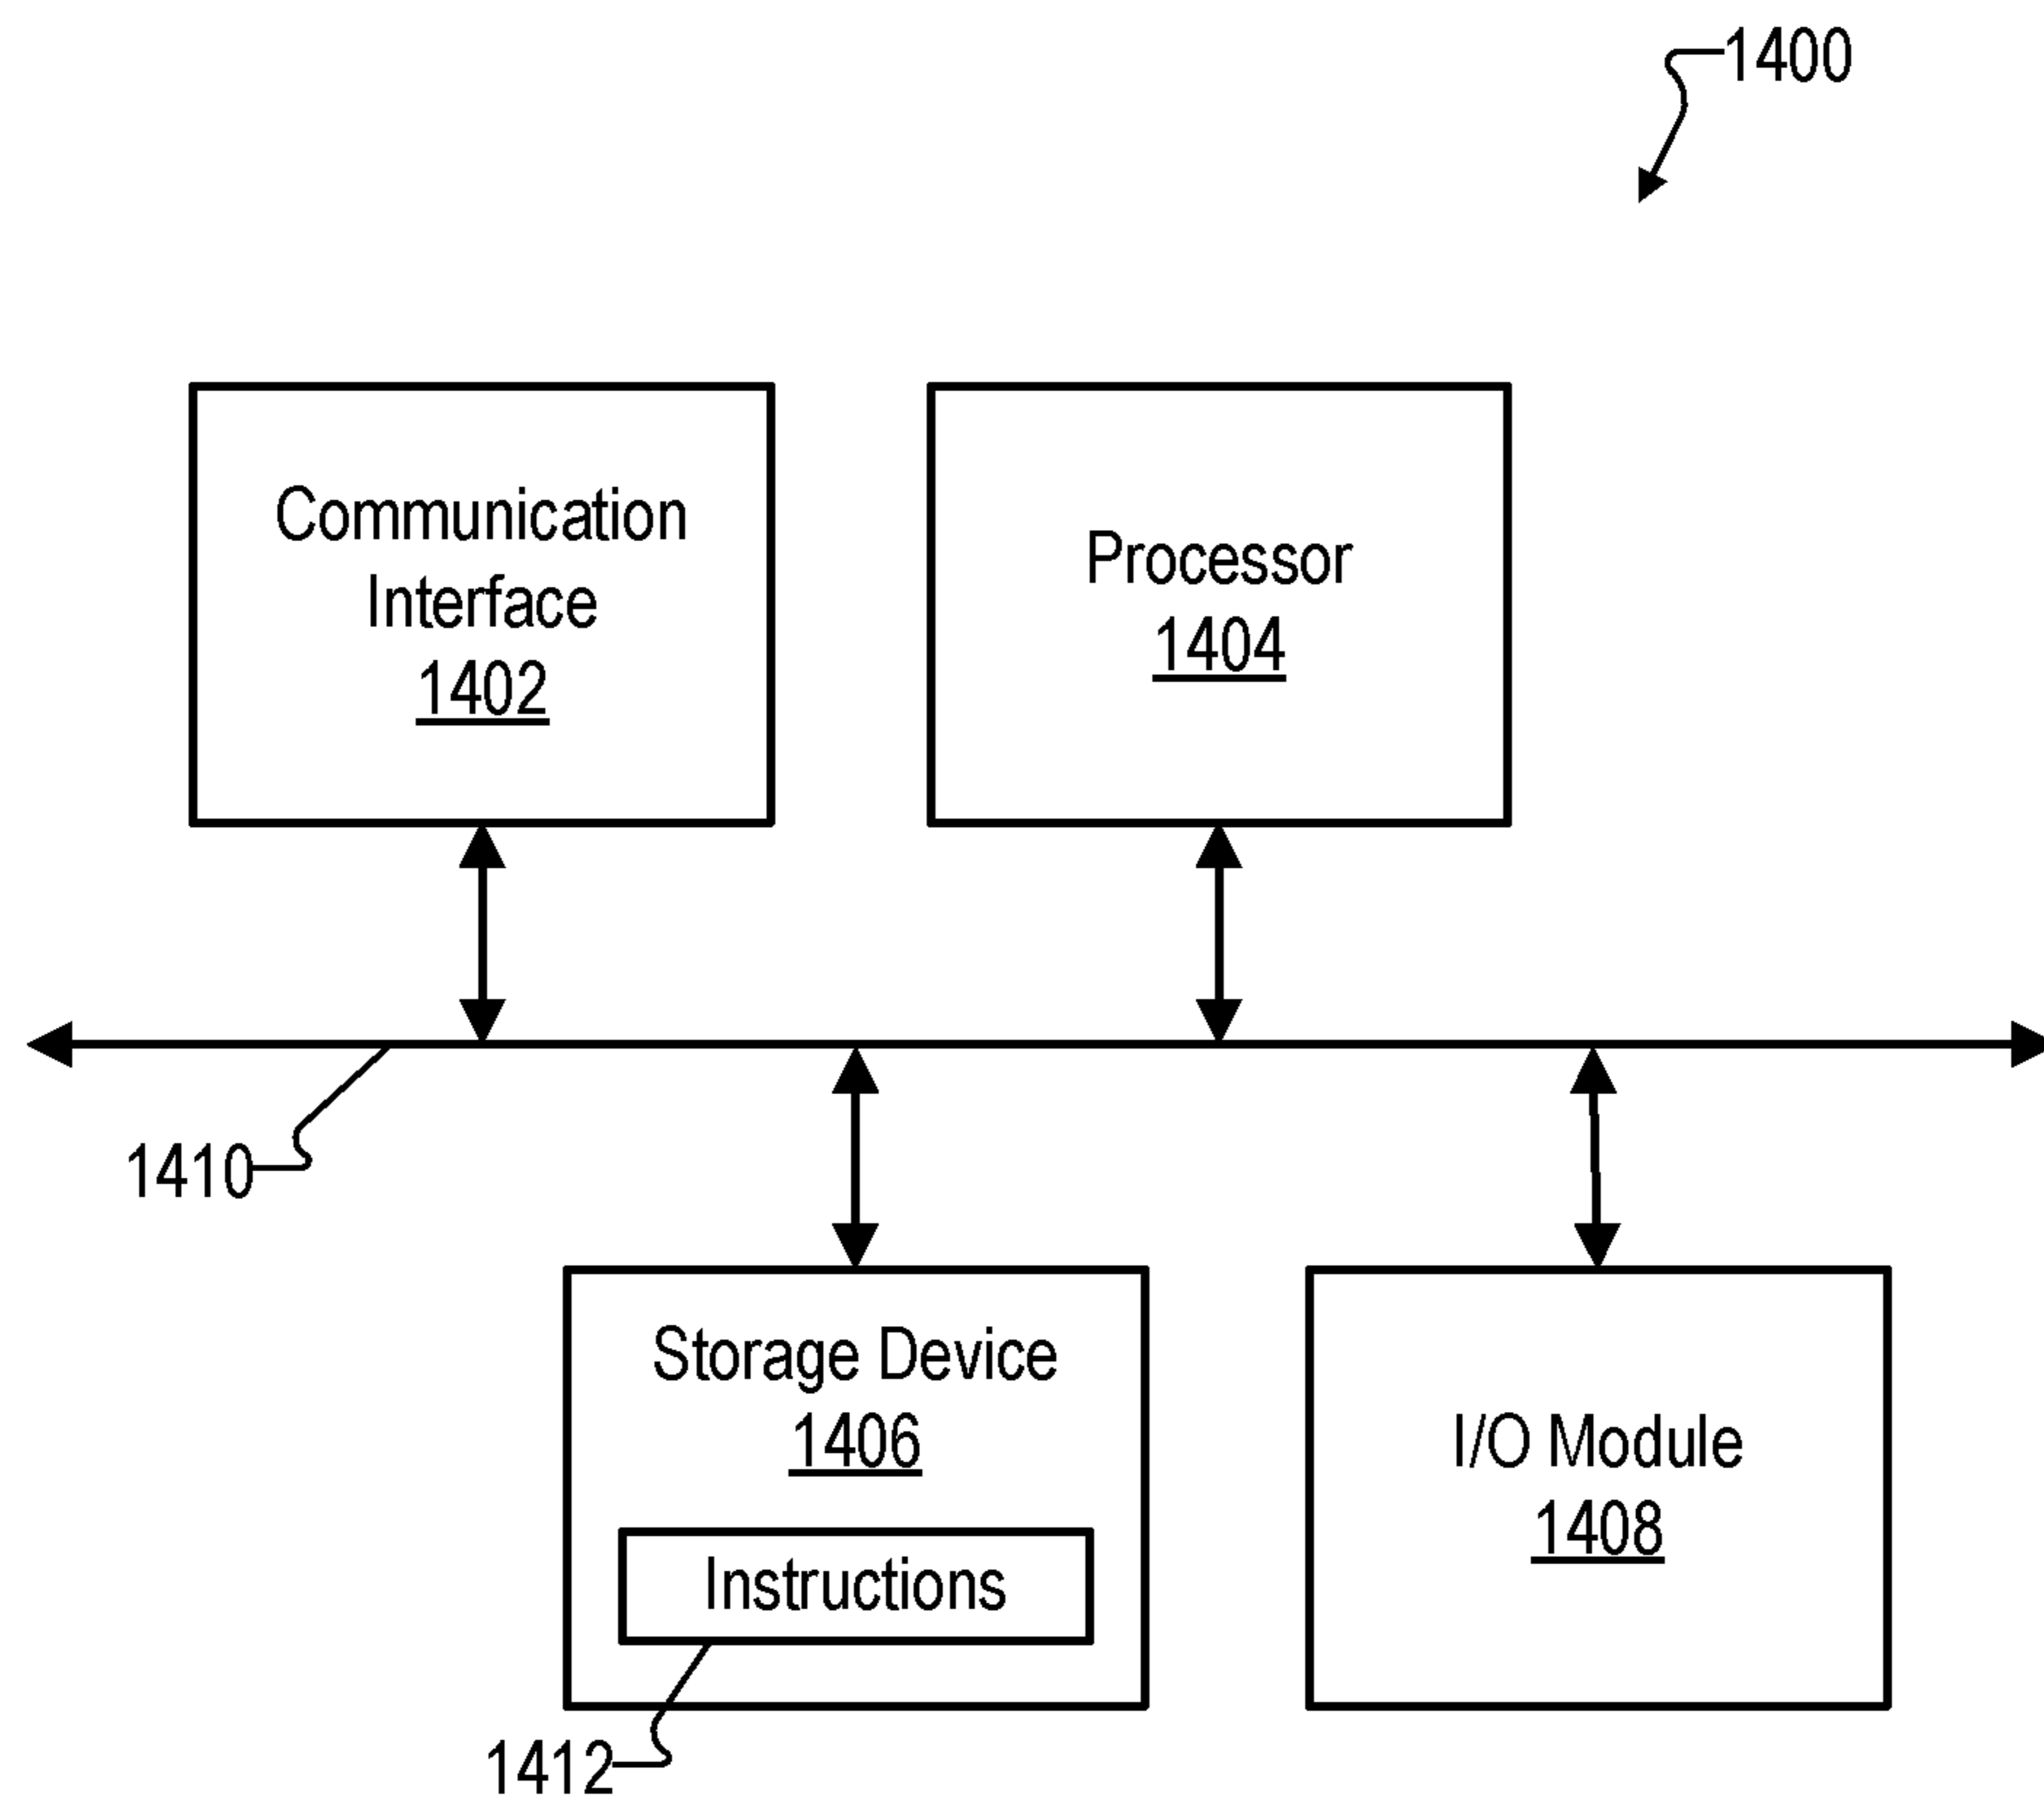 1400
Communication
Interface
1402
Processor
1404
1410
Storage Device
1406
Instructions
1412
I/O Module
1408